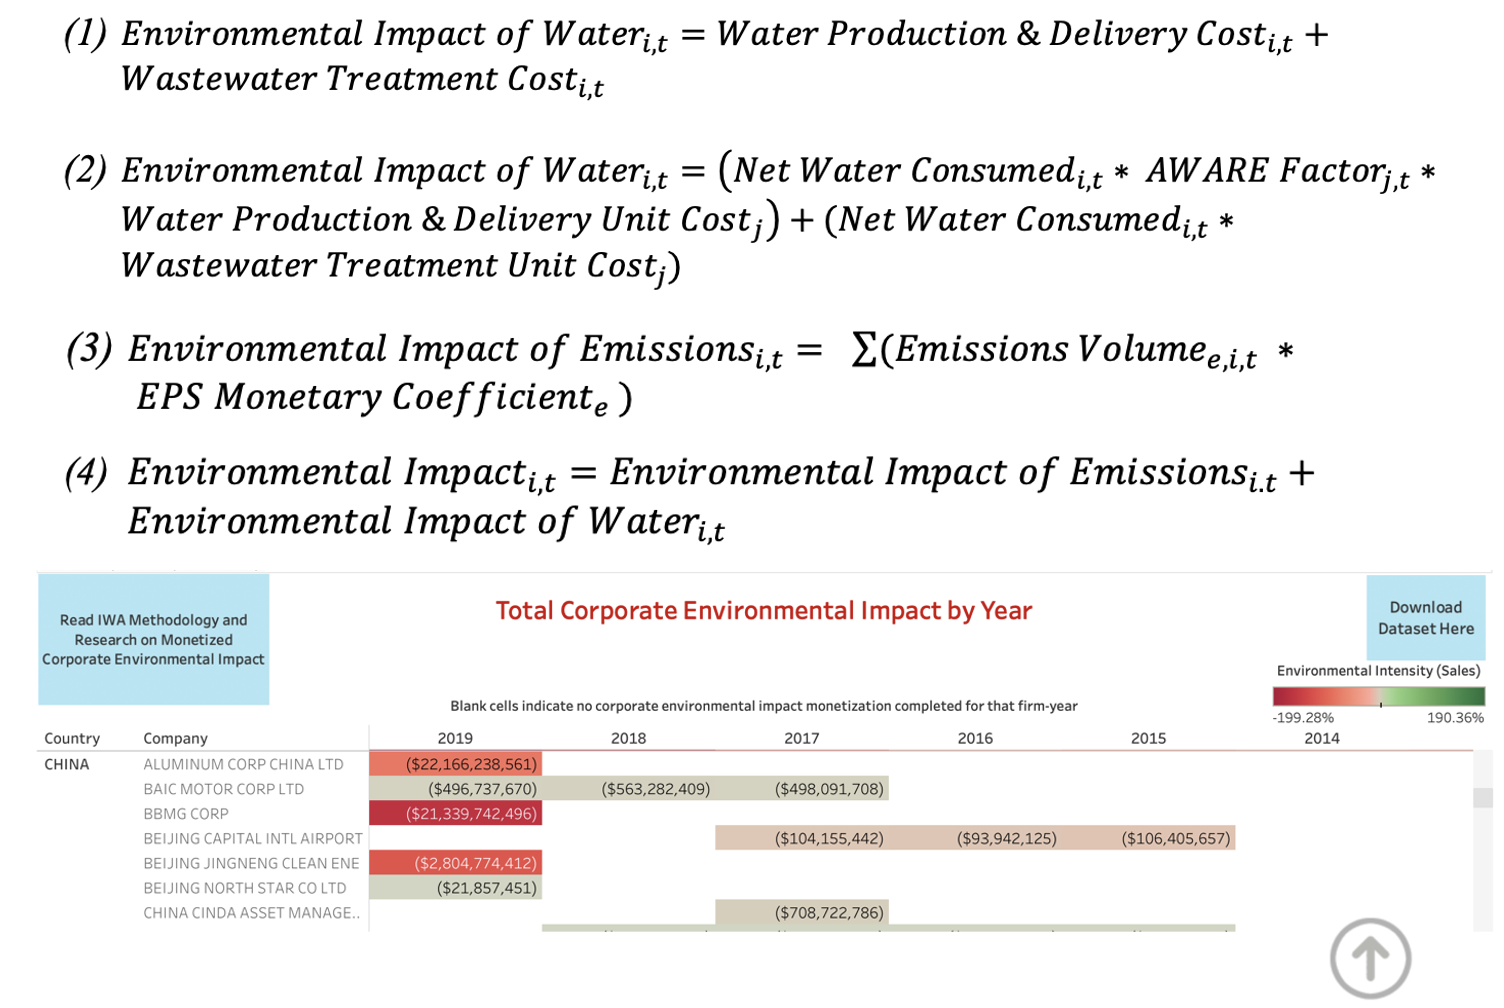 (1) Environmental Impact of Water_{i,t} = Water Production & Delivery Cost_{i,t} +
Wastewater Treatment Cost_{i,t}
(2) Environmental Impact of Water_{i,t} = (Net Water Consumed_{i,t} * AWARE Factor_{j,t} *
Water Production & Delivery Unit Cost_j) + (Net Water Consumed_{i,t} *
Wastewater Treatment Unit Cost_j)
(3) Environmental Impact of Emissions_{i,t} = Σ(Emissions Volume_{e,i,t} *
EPS Monetary Coefficient_e )
(4) Environmental Impact_{i,t} = Environmental Impact of Emissions_{i.t} +
Environmental Impact of Water_{i,t}
Read IWA Methodology and
Research on Monetized
Corporate Environmental Impact
Total Corporate Environmental Impact by Year
Download
Dataset Here
Environmental Intensity (Sales)
-199.28% 190.36%
Blank cells indicate no corporate environmental impact monetization completed for that firm-year
Country Company 2019 2018 2017 2016 2015 2014
CHINA ALUMINUM CORP CHINA LTD ($22,166,238,561)
BAIC MOTOR CORP LTD ($496,737,670) ($563,282,409) ($498,091,708)
BBMG CORP ($21,339,742,496)
BEIJING CAPITAL INTL AIRPORT ($104,155,442) ($93,942,125) ($106,405,657)
BEIJING JINGNENG CLEAN ENE ($2,804,774,412)
BEIJING NORTH STAR CO LTD ($21,857,451)
CHINA CINDA ASSET MANAGE.. ($708,722,786)